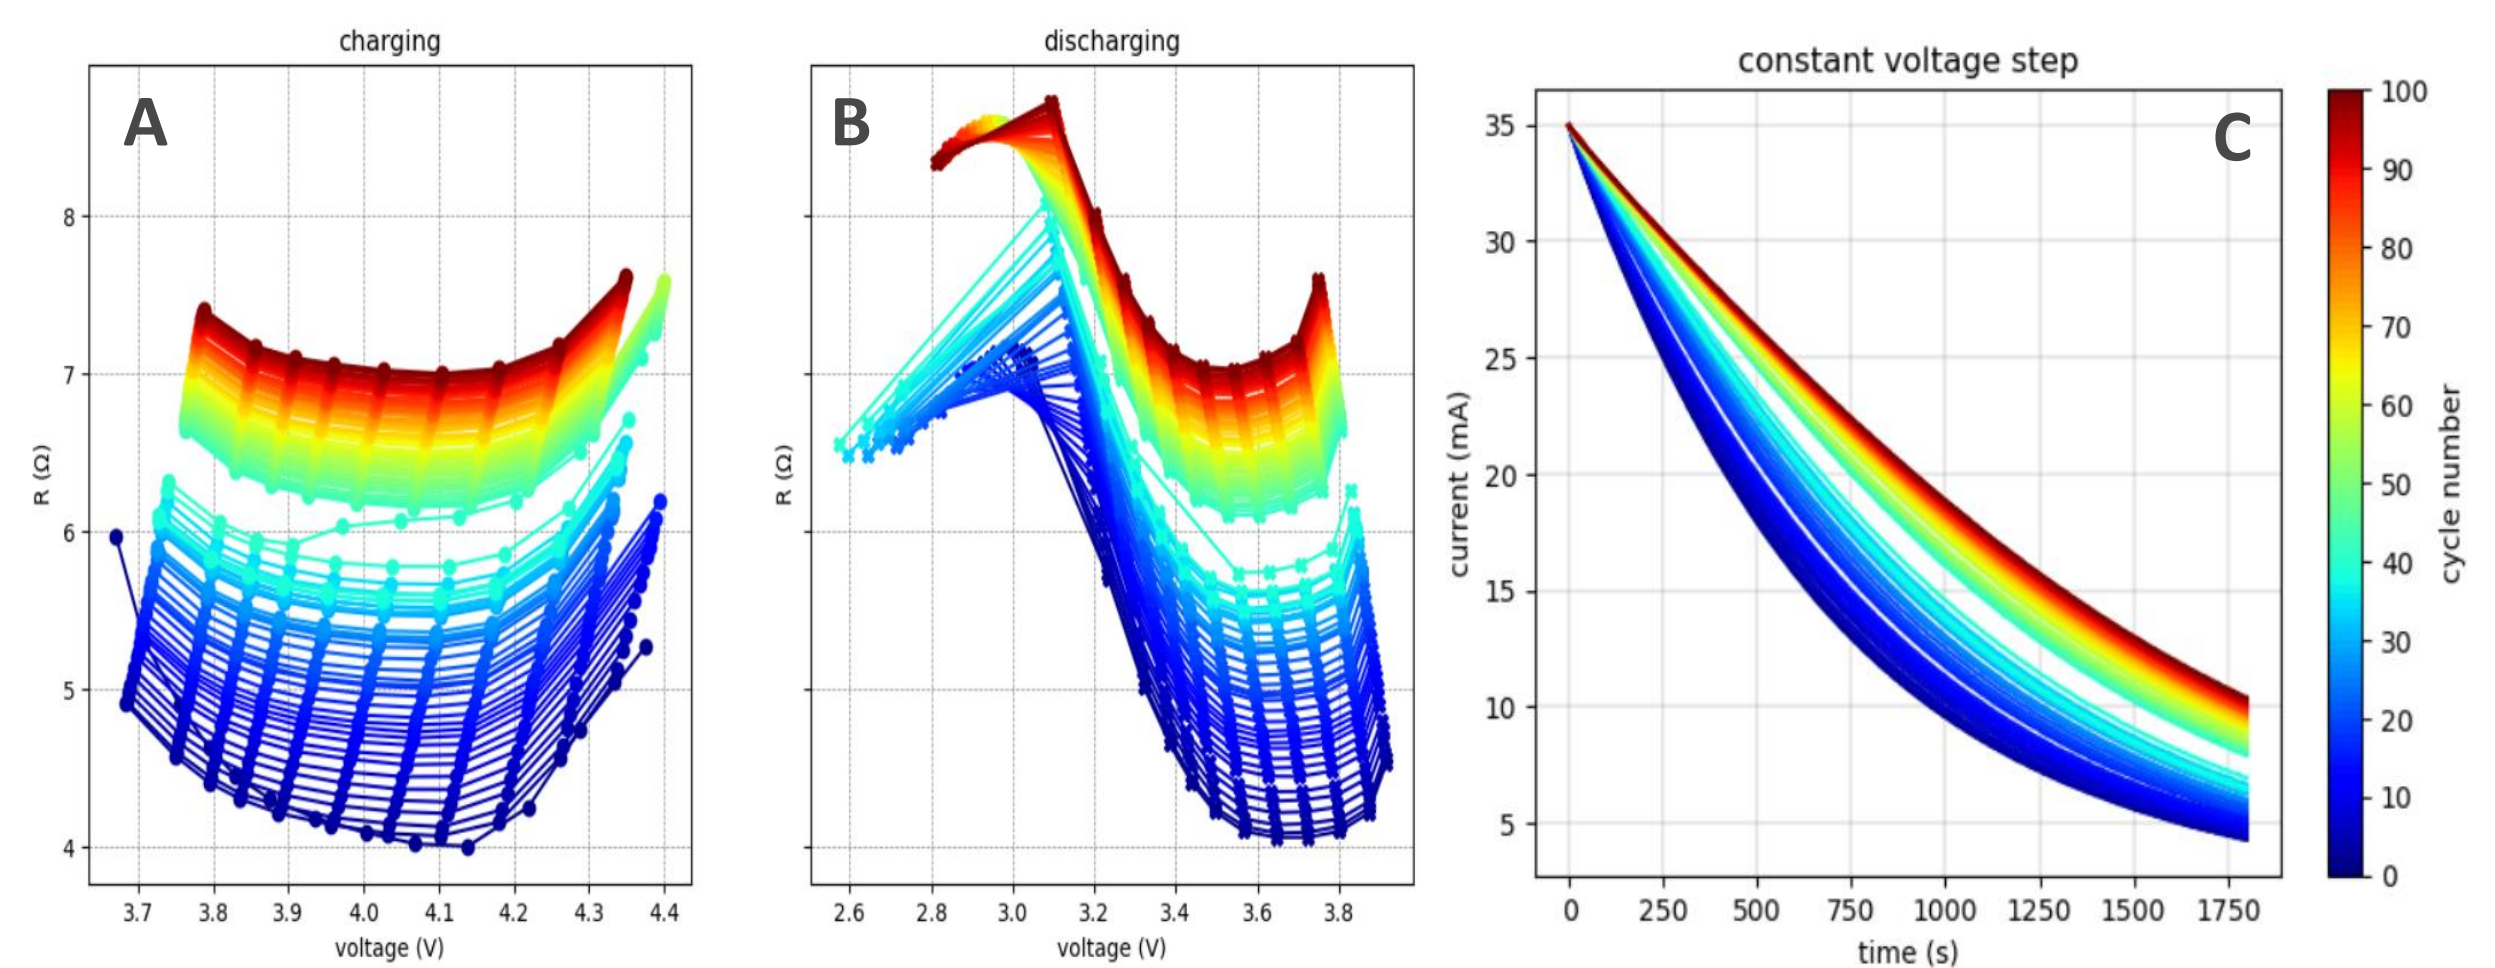 charging
A
8
7
6
5
4
R (Ω)
3.7 3.8 3.9 4.0 4.1 4.2 4.3 4.4
voltage (V)
discharging
B
R (Ω)
2.6 2.8 3.0 3.2 3.4 3.6 3.8
voltage (V)
constant voltage step
C
35
30
25
20
15
10
5
current (mA)
0 250 500 750 1000 1250 1500 1750
time (s)
100
90
80
70
60
50
40
30
20
10
0
cycle number